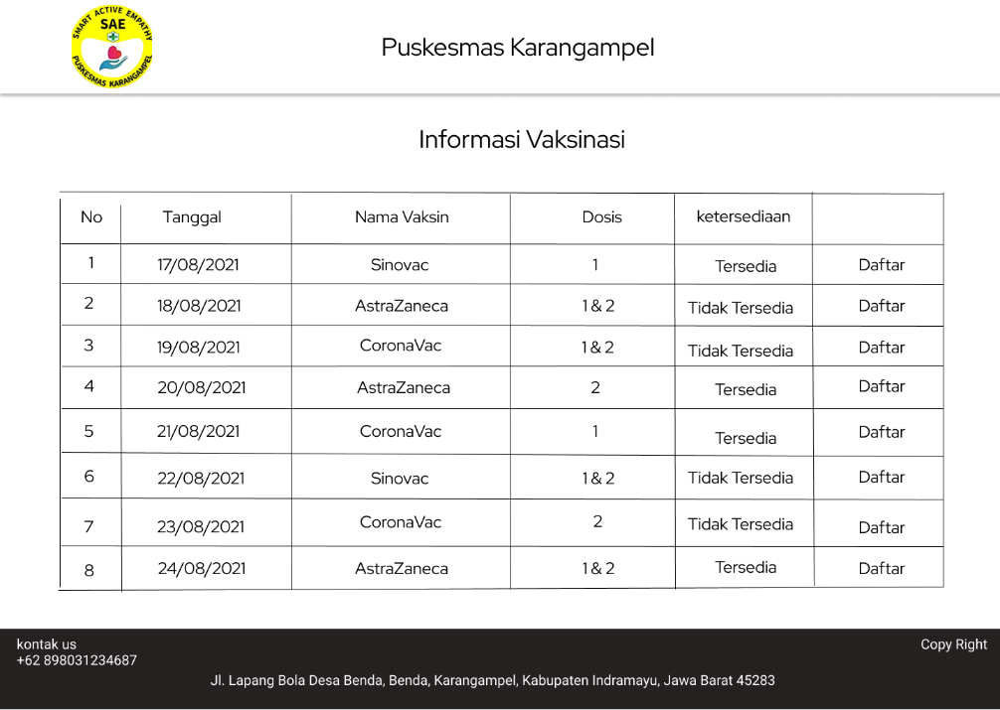 SMART ACTIVE EMPATHY
SAE
PUSKESMAS KARANGAMPEL
Puskesmas Karangampel
Informasi Vaksinasi
No Tanggal Nama Vaksin Dosis ketersediaan
1 17/08/2021 Sinovac 1 Tersedia Daftar
2 18/08/2021 AstraZaneca 1 & 2 Tidak Tersedia Daftar
3 19/08/2021 CoronaVac 1 & 2 Tidak Tersedia Daftar
4 20/08/2021 AstraZaneca 2 Tersedia Daftar
5 21/08/2021 CoronaVac 1 Tersedia Daftar
6 22/08/2021 Sinovac 1 & 2 Tidak Tersedia Daftar
7 23/08/2021 CoronaVac 2 Tidak Tersedia Daftar
8 24/08/2021 AstraZaneca 1 & 2 Tersedia Daftar
kontak us Copy Right
+62 898031234687
Jl. Lapang Bola Desa Benda, Benda, Karangampel, Kabupaten Indramayu, Jawa Barat 45283